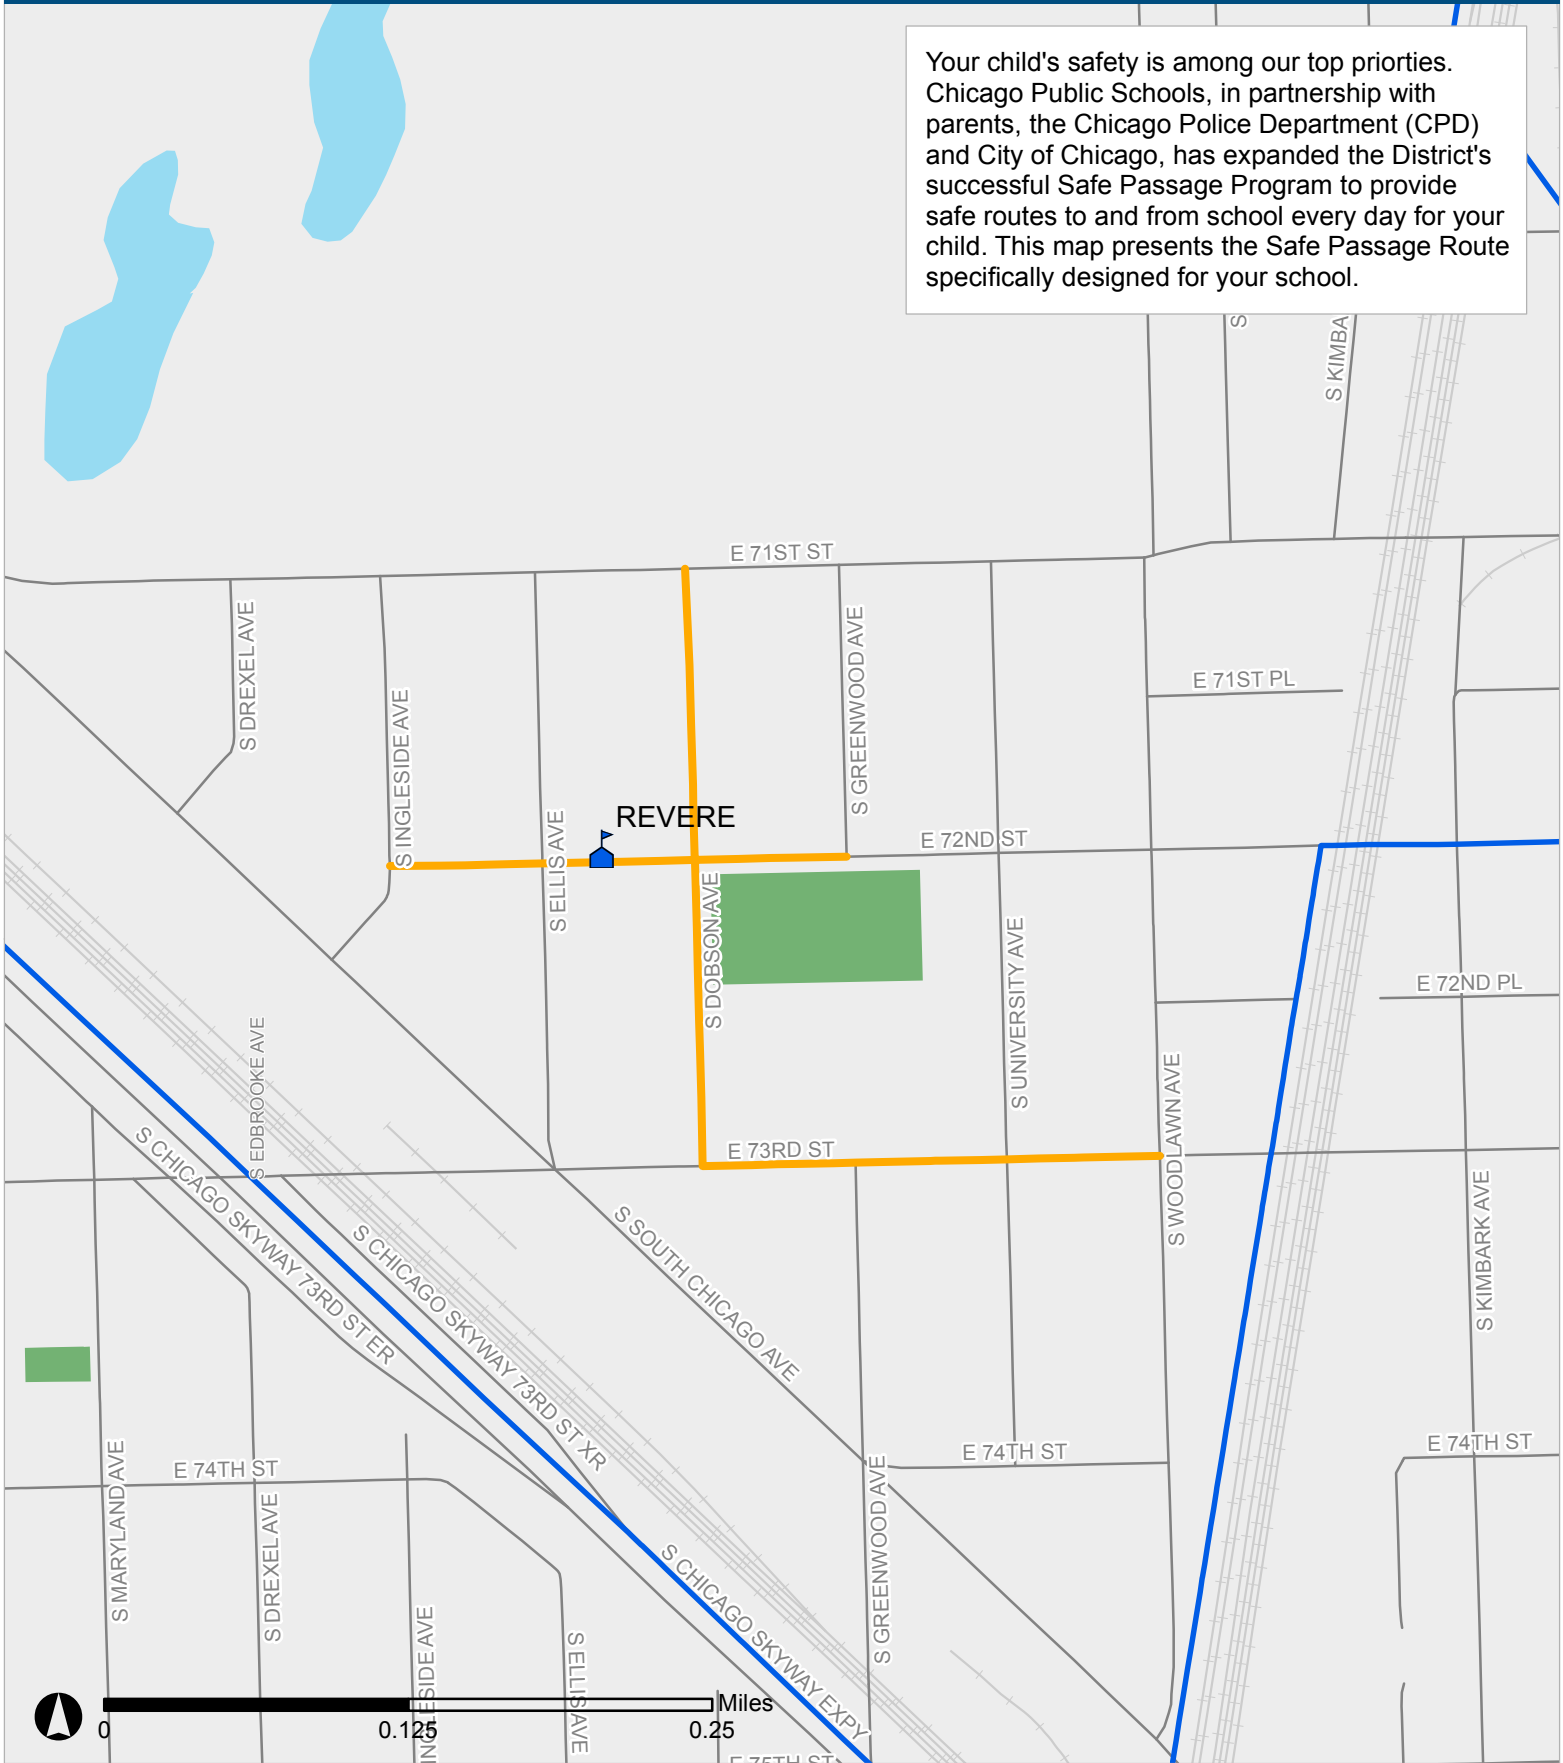 Your child's safety is among our top priorties.
Chicago Public Schools, in partnership with
parents, the Chicago Police Department (CPD)
and City of Chicago, has expanded the District's
successful Safe Passage Program to provide
safe routes to and from school every day for your
child. This map presents the Safe Passage Route
specifically designed for your school.
S
S KIMBA
E 71ST ST
S DREXEL AVE
S INGLESIDE AVE
S GREENWOOD AVE
E 71ST PL
REVERE
S ELLIS AVE
E 72ND ST
S DOBSON AVE
S UNIVERSITY AVE
E 72ND PL
S EDBROOKE AVE
S WOODLAWN AVE
E 73RD ST
S CHICAGO SKYWAY 73RD ST ER
S CHICAGO SKYWAY 73RD ST XR
S SOUTH CHICAGO AVE
S KIMBARK AVE
E 74TH ST
E 74TH ST
E 74TH ST
S MARYLAND AVE
S DREXEL AVE
S GREENWOOD AVE
S CHICAGO SKYWAY EXPY
INGLESIDE AVE
S ELLIS AVE
Miles
0
0.125
0.25
E 75TH ST